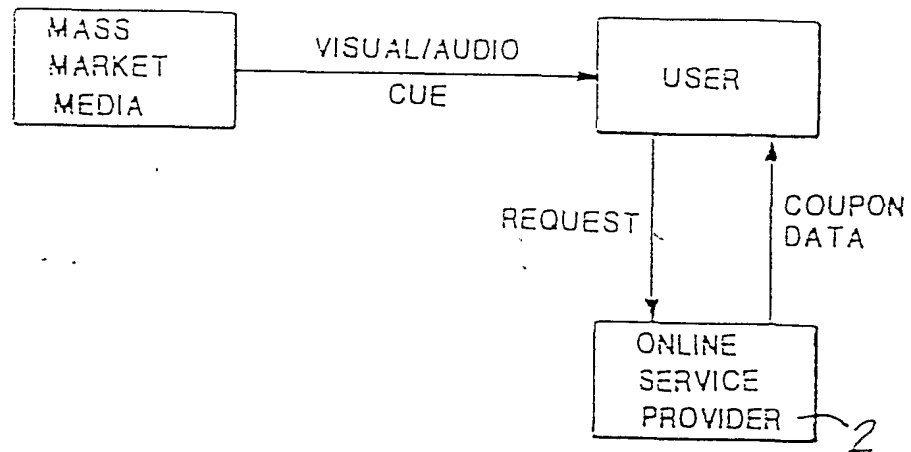 MASS
MARKET
MEDIA
VISUAL/AUDIO
CUE
USER
REQUEST
COUPON
DATA
ONLINE
SERVICE
PROVIDER
2